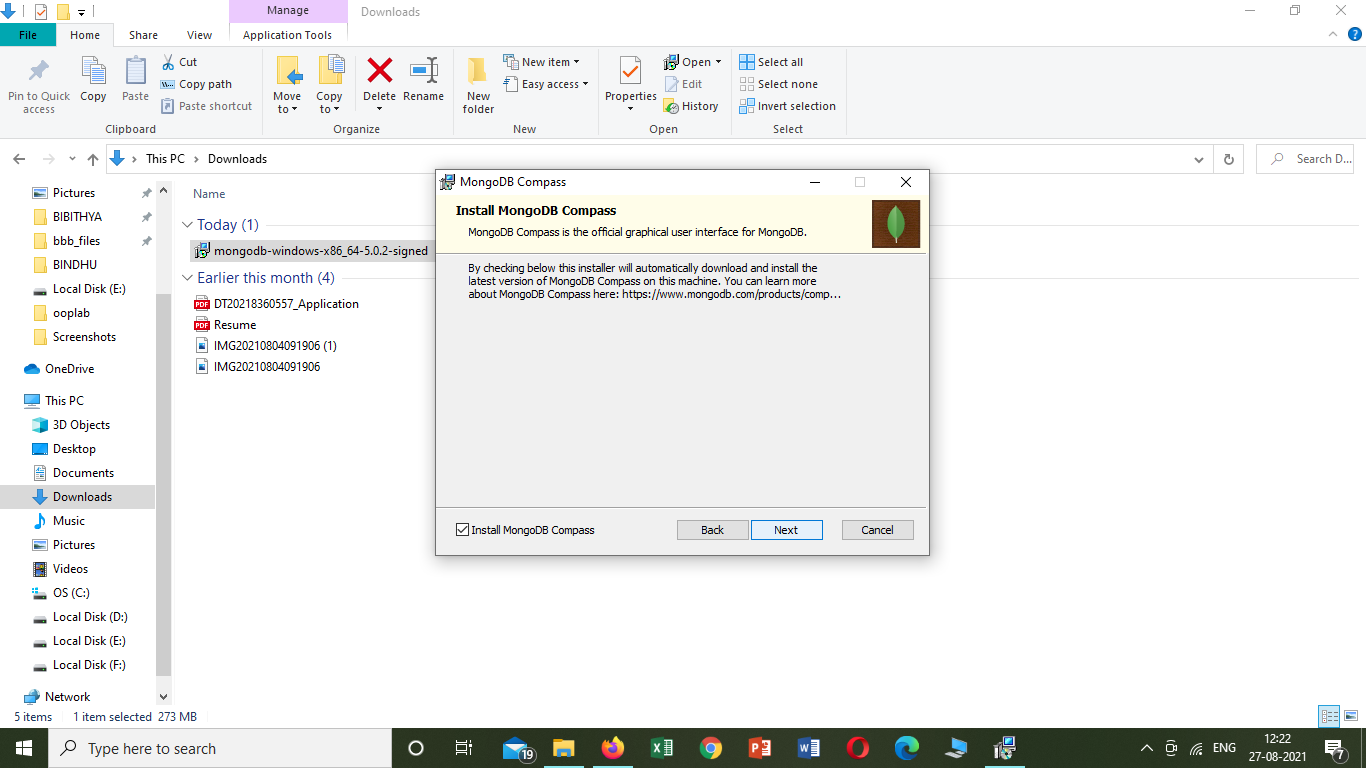 Manage
Downloads
File
Home
Share
View
Application Tools
Pin to Quick access
Copy
Paste
Cut
Copy path
Paste shortcut
Clipboard
Move to
Copy to
Delete
Rename
Organize
New folder
New item
Easy access
New
Properties
Open
Edit
History
Open
Select all
Select none
Invert selection
Select
This PC
Downloads
Search D...
Pictures
BIBITHYA
bbb_files
BINDHU
Local Disk (E:)
ooplab
Screenshots
OneDrive
This PC
3D Objects
Desktop
Documents
Downloads
Music
Pictures
Videos
OS (C:)
Local Disk (D:)
Local Disk (E:)
Local Disk (F:)
Network
Name
Today (1)
mongodb-windows-x86_64-5.0.2-signed
Earlier this month (4)
PDF DT20218360557_Application
PDF Resume
IMG20210804091906 (1)
IMG20210804091906
MongoDB Compass
Install MongoDB Compass
MongoDB Compass is the official graphical user interface for MongoDB.
By checking below this installer will automatically download and install the
latest version of MongoDB Compass on this machine. You can learn more
about MongoDB Compass here: https://www.mongodb.com/products/comp...
Install MongoDB Compass
Back
Next
Cancel
5 items
1 item selected 273 MB
Type here to search
19
ENG
12:22
27-08-2021
7